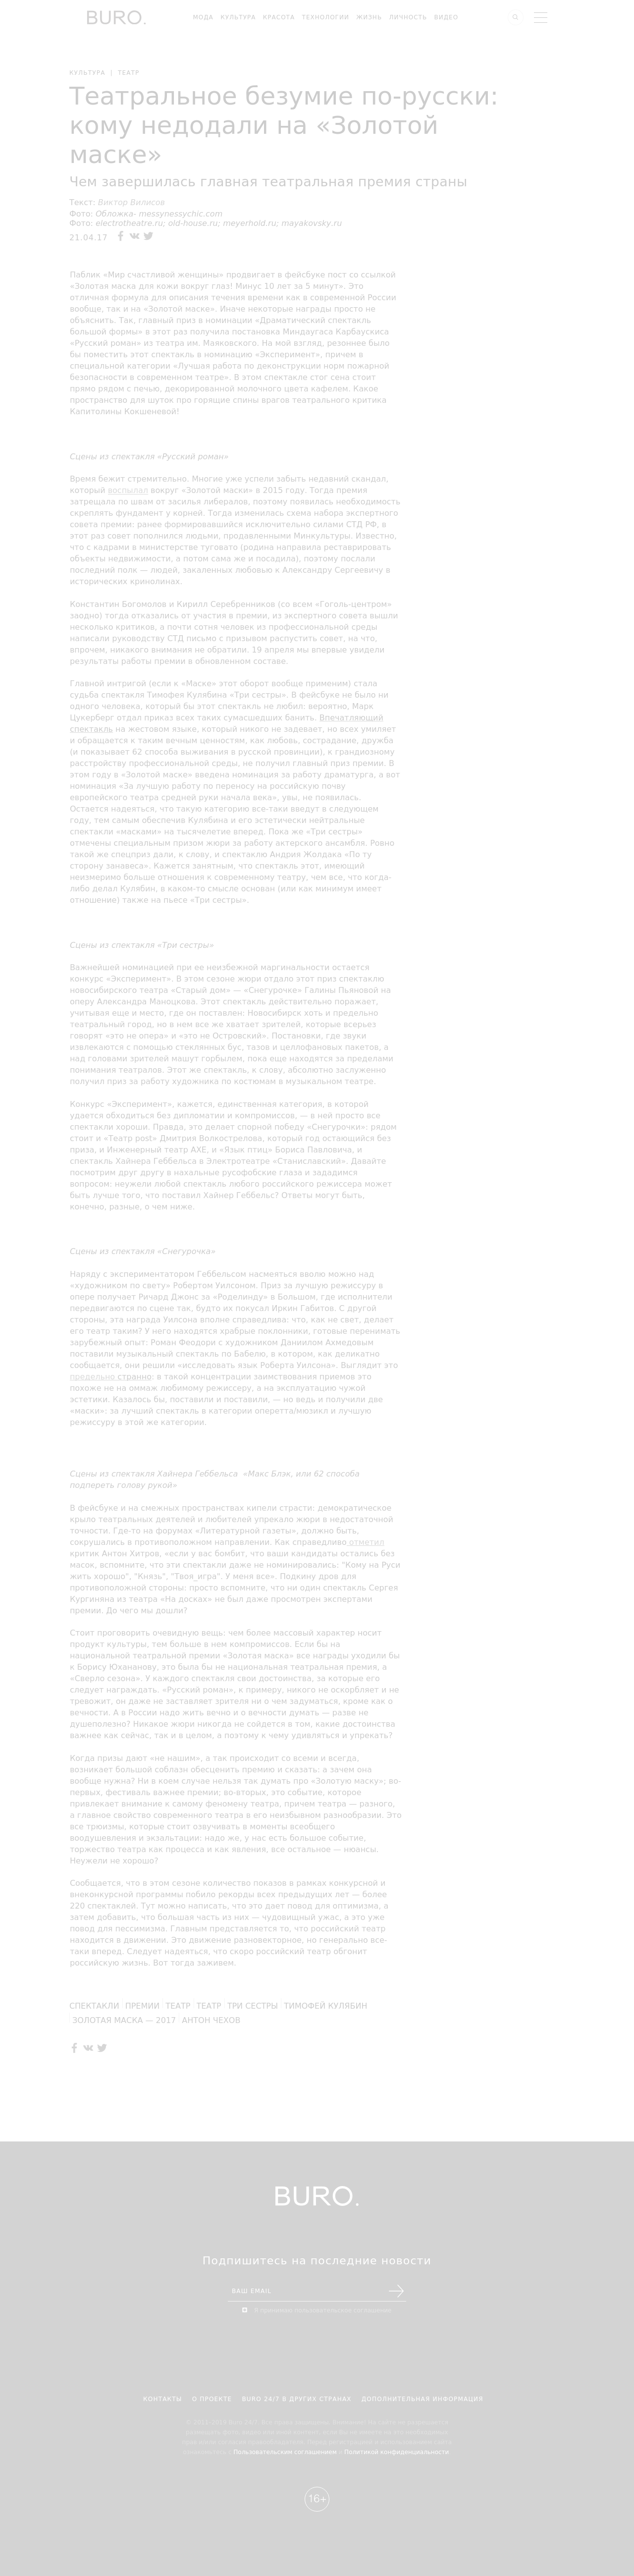 BURO.
МОДА КУЛЬТУРА КРАСОТА ТЕХНОЛОГИИ ЖИЗНЬ ЛИЧНОСТЬ ВИДЕО
КУЛЬТУРА | ТЕАТР
Театральное безумие по-русски:
кому недодали на «Золотой
маске»
Чем завершилась главная театральная премия страны
Текст: Виктор Вилисов
Фото: Обложка- messynessychic.com
Фото: electrotheatre.ru; old-house.ru; meyerhold.ru; mayakovsky.ru
21.04.17
Паблик «Мир счастливой женщины» продвигает в фейсбуке пост со ссылкой
«Золотая маска для кожи вокруг глаз! Минус 10 лет за 5 минут». Это
отличная формула для описания течения времени как в современной России
вообще, так и на «Золотой маске». Иначе некоторые награды просто не
объяснить. Так, главный приз в номинации «Драматический спектакль
большой формы» в этот раз получила постановка Миндаугаса Карбаускиса
«Русский роман» из театра им. Маяковского. На мой взгляд, резоннее было
бы поместить этот спектакль в номинацию «Эксперимент», причем в
специальной категории «Лучшая работа по деконструкции норм пожарной
безопасности в современном театре». В этом спектакле стог сена стоит
прямо рядом с печью, декорированной молочного цвета кафелем. Какое
пространство для шуток про горящие спины врагов театрального критика
Капитолины Кокшеневой!
Сцены из спектакля «Русский роман»
Время бежит стремительно. Многие уже успели забыть недавний скандал,
который воспылал вокруг «Золотой маски» в 2015 году. Тогда премия
затрещала по швам от засилья либералов, поэтому появилась необходимость
скреплять фундамент у корней. Тогда изменилась схема набора экспертного
совета премии: ранее формировавшийся исключительно силами СТД РФ, в
этот раз совет пополнился людьми, продавленными Минкультуры. Известно,
что с кадрами в министерстве туговато (родина направила реставрировать
объекты недвижимости, а потом сама же и посадила), поэтому послали
последний полк — людей, закаленных любовью к Александру Сергеевичу в
исторических кринолинах.
Константин Богомолов и Кирилл Серебренников (со всем «Гоголь-центром»
заодно) тогда отказались от участия в премии, из экспертного совета вышли
несколько критиков, а почти сотня человек из профессиональной среды
написали руководству СТД письмо с призывом распустить совет, на что,
впрочем, никакого внимания не обратили. 19 апреля мы впервые увидели
результаты работы премии в обновленном составе.
Главной интригой (если к «Маске» этот оборот вообще применим) стала
судьба спектакля Тимофея Кулябина «Три сестры». В фейсбуке не было ни
одного человека, который бы этот спектакль не любил: вероятно, Марк
Цукерберг отдал приказ всех таких сумасшедших банить. Впечатляющий
спектакль на жестовом языке, который никого не задевает, но всех умиляет
и обращается к таким вечным ценностям, как любовь, сострадание, дружба
(и показывает 62 способа выживания в русской провинции), к грандиозному
расстройству профессиональной среды, не получил главный приз премии. В
этом году в «Золотой маске» введена номинация за работу драматурга, а вот
номинация «За лучшую работу по переносу на российскую почву
европейского театра средней руки начала века», увы, не появилась.
Остается надеяться, что такую категорию все-таки введут в следующем
году, тем самым обеспечив Кулябина и его эстетически нейтральные
спектакли «масками» на тысячелетие вперед. Пока же «Три сестры»
отмечены специальным призом жюри за работу актерского ансамбля. Ровно
такой же спецприз дали, к слову, и спектаклю Андрия Жолдака «По ту
сторону занавеса». Кажется занятным, что спектакль этот, имеющий
неизмеримо больше отношения к современному театру, чем все, что когда-
либо делал Кулябин, в каком-то смысле основан (или как минимум имеет
отношение) также на пьесе «Три сестры».
Сцены из спектакля «Три сестры»
Важнейшей номинацией при ее неизбежной маргинальности остается
конкурс «Эксперимент». В этом сезоне жюри отдало этот приз спектаклю
новосибирского театра «Старый дом» — «Снегурочке» Галины Пьяновой на
оперу Александра Маноцкова. Этот спектакль действительно поражает,
учитывая еще и место, где он поставлен: Новосибирск хоть и предельно
театральный город, но в нем все же хватает зрителей, которые всерьез
говорят «это не опера» и «это не Островский». Постановки, где звуки
извлекаются с помощью стеклянных бус, тазов и целлофановых пакетов, а
над головами зрителей машут горбылем, пока еще находятся за пределами
понимания театралов. Этот же спектакль, к слову, абсолютно заслуженно
получил приз за работу художника по костюмам в музыкальном театре.
Конкурс «Эксперимент», кажется, единственная категория, в которой
удается обходиться без дипломатии и компромиссов, — в ней просто все
спектакли хороши. Правда, это делает спорной победу «Снегурочки»: рядом
стоит и «Театр post» Дмитрия Волкострелова, который год остающийся без
приза, и Инженерный театр АХЕ, и «Язык птиц» Бориса Павловича, и
спектакль Хайнера Геббельса в Электротеатре «Станиславский». Давайте
посмотрим друг другу в нахальные русофобские глаза и зададимся
вопросом: неужели любой спектакль любого российского режиссера может
быть лучше того, что поставил Хайнер Геббельс? Ответы могут быть,
конечно, разные, о чем ниже.
Сцены из спектакля «Снегурочка»
Наряду с экспериментатором Геббельсом насмеяться вволю можно над
«художником по свету» Робертом Уилсоном. Приз за лучшую режиссуру в
опере получает Ричард Джонс за «Роделинду» в Большом, где исполнители
передвигаются по сцене так, будто их покусал Иркин Габитов. С другой
стороны, эта награда Уилсона вполне справедлива: что, как не свет, делает
его театр таким? У него находятся храбрые поклонники, готовые перенимать
зарубежный опыт: Роман Феодори с художником Даниилом Ахмедовым
поставили музыкальный спектакль по Бабелю, в котором, как деликатно
сообщается, они решили «исследовать язык Роберта Уилсона». Выглядит это
предельно странно: в такой концентрации заимствования приемов это
похоже не на оммаж любимому режиссеру, а на эксплуатацию чужой
эстетики. Казалось бы, поставили и поставили, — но ведь и получили две
«маски»: за лучший спектакль в категории оперетта/мюзикл и лучшую
режиссуру в этой же категории.
Сцены из спектакля Хайнера Геббельса «Макс Блэк, или 62 способа
подпереть голову рукой»
В фейсбуке и на смежных пространствах кипели страсти: демократическое
крыло театральных деятелей и любителей упрекало жюри в недостаточной
точности. Где-то на форумах «Литературной газеты», должно быть,
сокрушались в противоположном направлении. Как справедливо отметил
критик Антон Хитров, «если у вас бомбит, что ваши кандидаты остались без
масок, вспомните, что эти спектакли даже не номинировались: "Кому на Руси
жить хорошо", "Князь", "Твоя_игра". У меня все». Подкину дров для
противоположной стороны: просто вспомните, что ни один спектакль Сергея
Кургиняна из театра «На досках» не был даже просмотрен экспертами
премии. До чего мы дошли?
Стоит проговорить очевидную вещь: чем более массовый характер носит
продукт культуры, тем больше в нем компромиссов. Если бы на
национальной театральной премии «Золотая маска» все награды уходили бы
к Борису Юхананову, это была бы не национальная театральная премия, а
«Сверло сезона». У каждого спектакля свои достоинства, за которые его
следует награждать. «Русский роман», к примеру, никого не оскорбляет и не
тревожит, он даже не заставляет зрителя ни о чем задуматься, кроме как о
вечности. А в России надо жить вечно и о вечности думать — разве не
душеполезно? Никакое жюри никогда не сойдется в том, какие достоинства
важнее как сейчас, так и в целом, а поэтому к чему удивляться и упрекать?
Когда призы дают «не нашим», а так происходит со всеми и всегда,
возникает большой соблазн обесценить премию и сказать: а зачем она
вообще нужна? Ни в коем случае нельзя так думать про «Золотую маску»; во-
первых, фестиваль важнее премии; во-вторых, это событие, которое
привлекает внимание к самому феномену театра, причем театра — разного,
а главное свойство современного театра в его неизбывном разнообразии. Это
все трюизмы, которые стоит озвучивать в моменты всеобщего
воодушевления и экзальтации: надо же, у нас есть большое событие,
торжество театра как процесса и как явления, все остальное — нюансы.
Неужели не хорошо?
Сообщается, что в этом сезоне количество показов в рамках конкурсной и
внеконкурсной программы побило рекорды всех предыдущих лет — более
220 спектаклей. Тут можно написать, что это дает повод для оптимизма, а
затем добавить, что большая часть из них — чудовищный ужас, а это уже
повод для пессимизма. Главным представляется то, что российский театр
находится в движении. Это движение разновекторное, но генерально все-
таки вперед. Следует надеяться, что скоро российский театр обгонит
российскую жизнь. Вот тогда заживем.
СПЕКТАКЛИ ПРЕМИИ ТЕАТР ТЕАТР ТРИ СЕСТРЫ ТИМОФЕЙ КУЛЯБИН
ЗОЛОТАЯ МАСКА — 2017 АНТОН ЧЕХОВ
BURO.
Подпишитесь на последние новости
ВАШ EMAIL
КОНТАКТЫ О ПРОЕКТЕ BURO 24/7 В ДРУГИХ СТРАНАХ ДОПОЛНИТЕЛЬНАЯ ИНФОРМАЦИЯ
Пользовательским соглашением Политикой конфиденциальности
16+